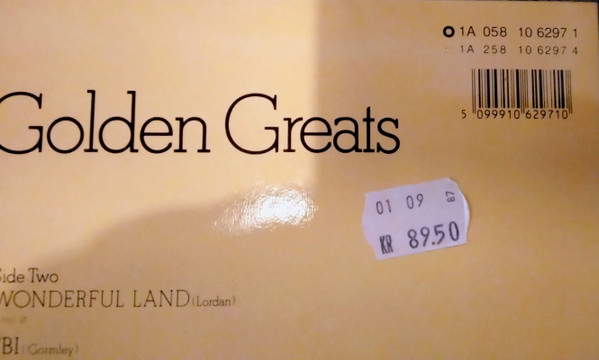 1A 058 10 6297 1
1A 258 10 6297 4
5 099910 629710
Golden Greats
01 09 87
KR 89.50
Side Two
WONDERFUL LAND (Lordan)
FBI (Gormley)